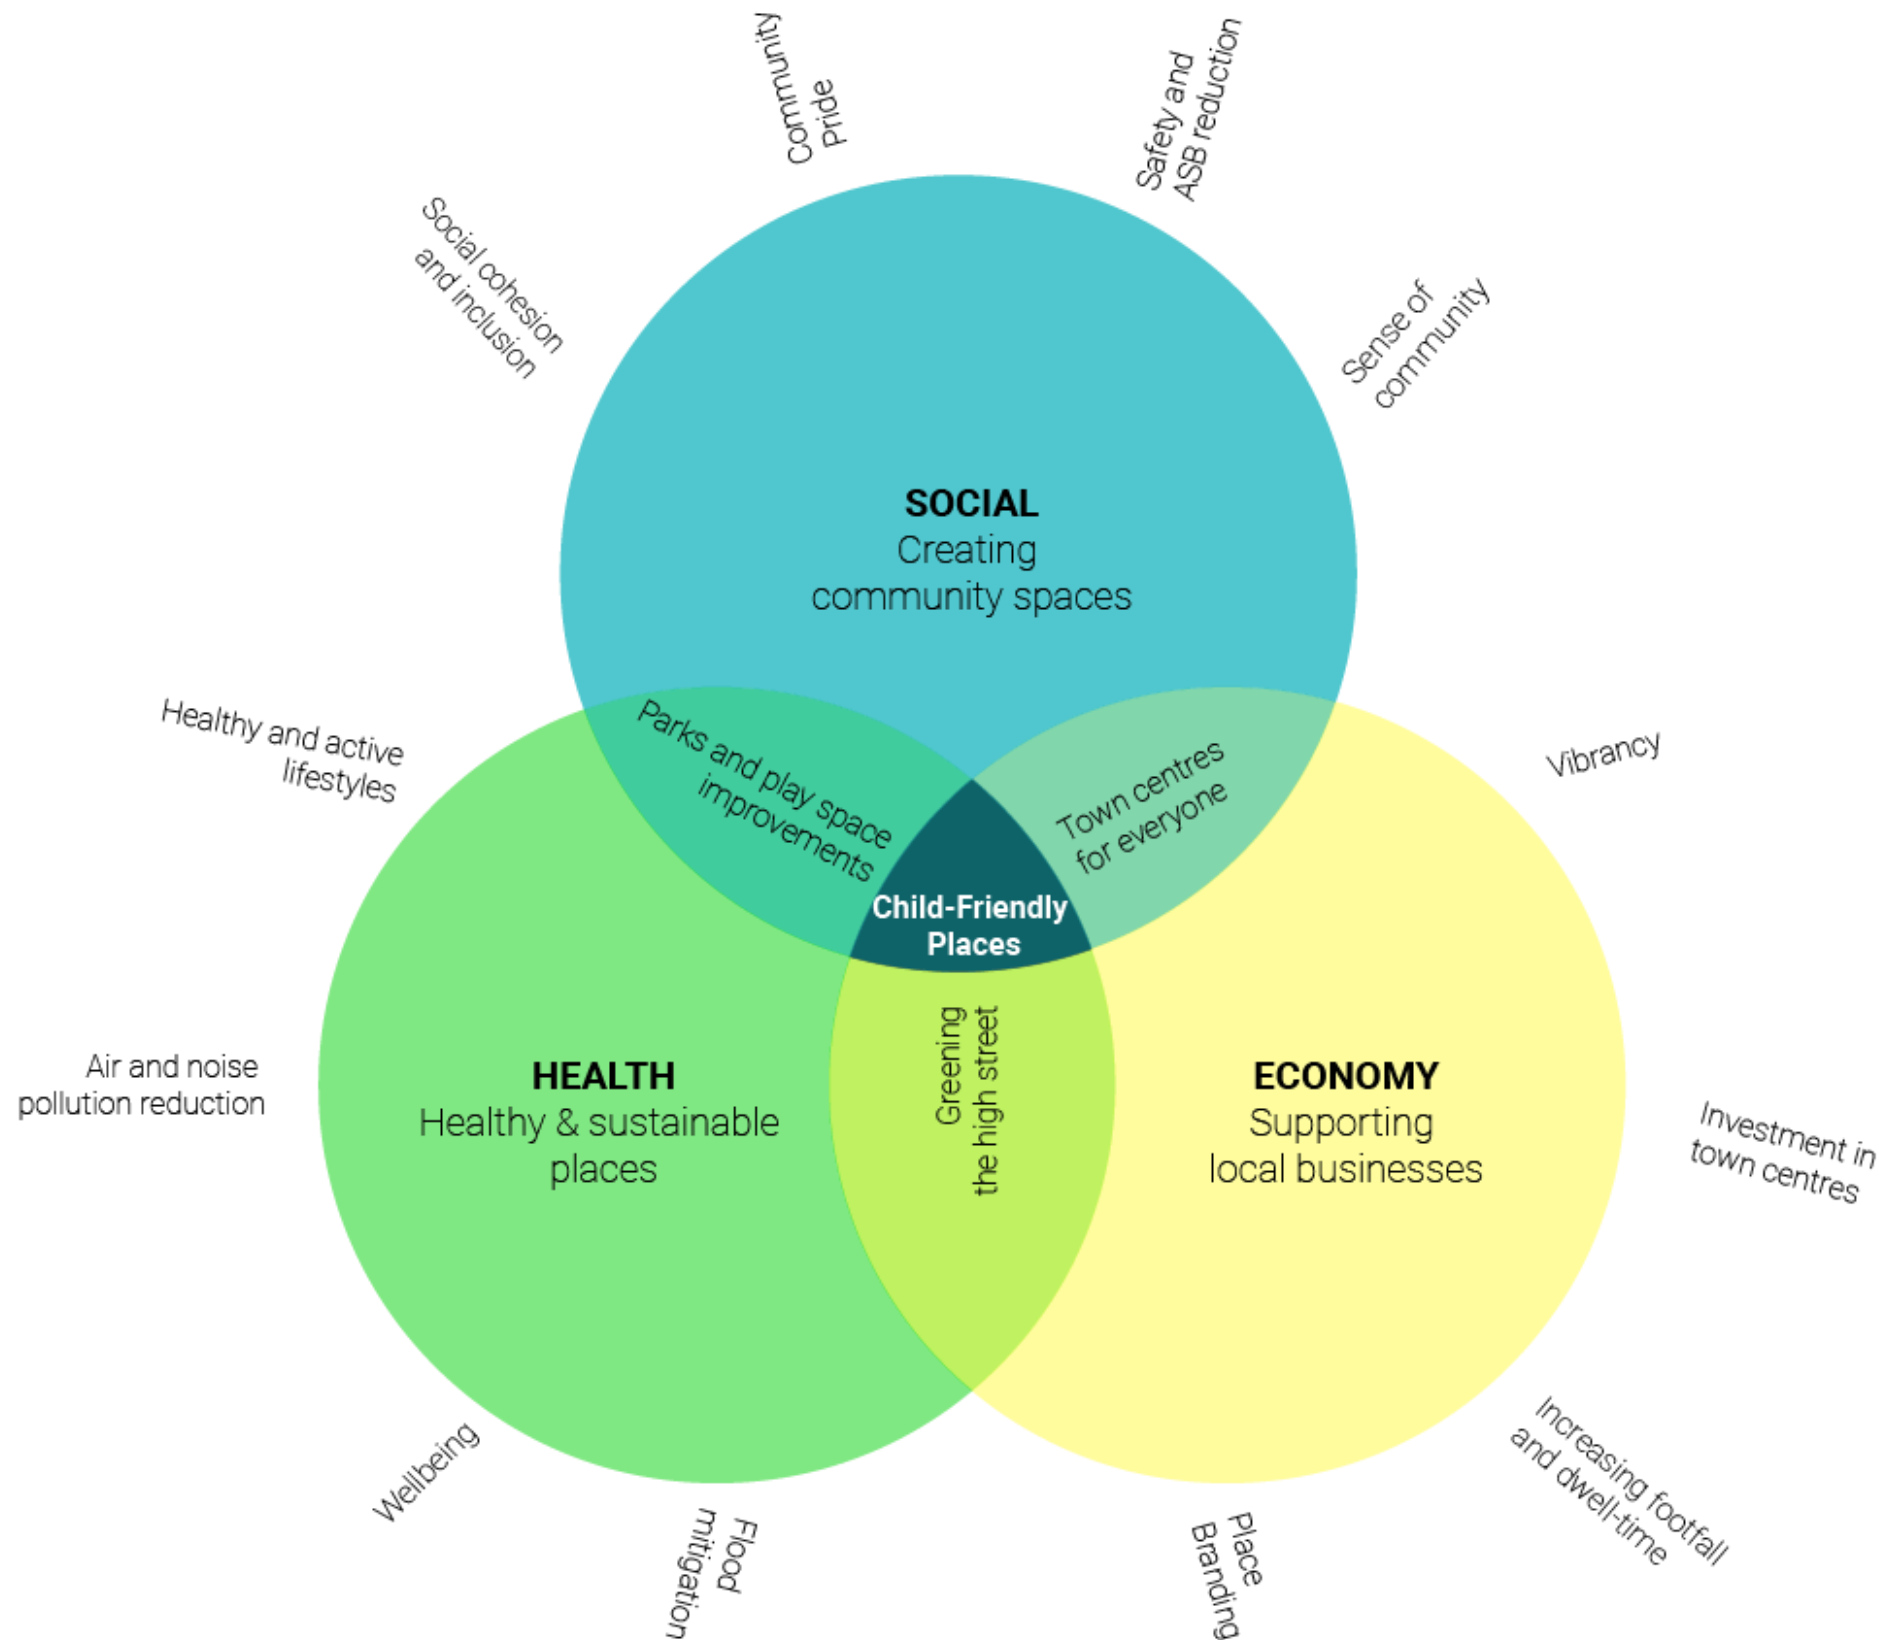 Community
Pride
Safety and
ASB reduction
Social cohesion
and inclusion
Sense of
community
SOCIAL
Creating
community spaces
Healthy and active
lifestyles
Parks and play space
improvements
Town centres
for everyone
Vibrancy
Child-Friendly
Places
Air and noise
pollution reduction
HEALTH
Healthy & sustainable
places
Greening
the high street
ECONOMY
Supporting
local businesses
Investment in
town centres
Wellbeing
Flood
mitigation
Place
Branding
Increasing footfall
and dwell-time